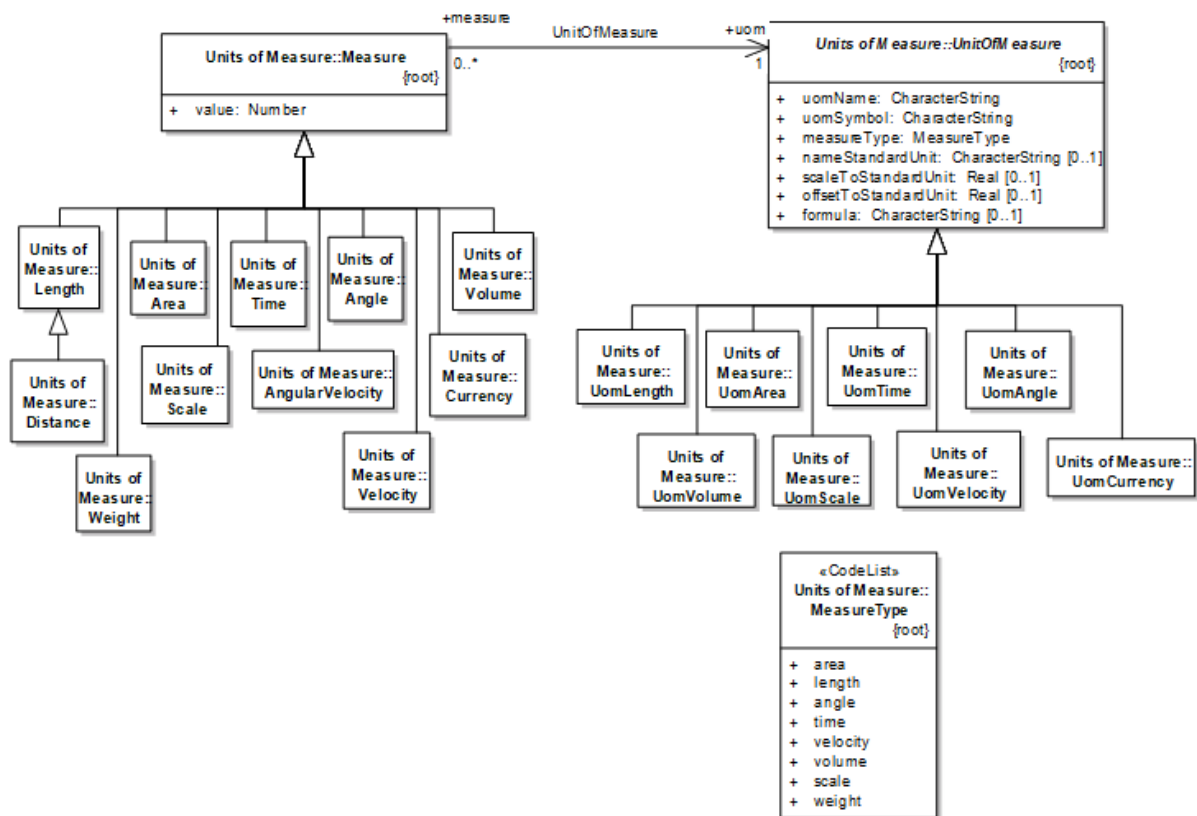 +measure
UnitOfMeasure
+uom
0..*
1
Units of Measure::Measure
{root}
+ value: Number
Units of Measure::UnitOfMeasure
{root}
+ uomName: CharacterString
+ uomSymbol: CharacterString
+ measureType: MeasureType
+ nameStandardUnit: CharacterString [0..1]
+ scaleToStandardUnit: Real [0..1]
+ offsetToStandardUnit: Real [0..1]
+ formula: CharacterString [0..1]
Units of
Measure::
Length
Units of
Measure::
Area
Units of
Measure::
Time
Units of
Measure::
Angle
Units of
Measure::
Volume
Units of
Measure::
Distance
Units of
Measure::
Scale
Units of Measure::
AngularVelocity
Units of
Measure::
Currency
Units of
Measure::
Weight
Units of
Measure::
Velocity
Units of
Measure::
UomLength
Units of
Measure::
UomArea
Units of
Measure::
UomTime
Units of
Measure::
UomAngle
Units of
Measure::
UomVolume
Units of
Measure::
UomScale
Units of
Measure::
UomVelocity
Units of Measure::
UomCurrency
«CodeList»
Units of Measure::
MeasureType
{root}
+ area
+ length
+ angle
+ time
+ velocity
+ volume
+ scale
+ weight